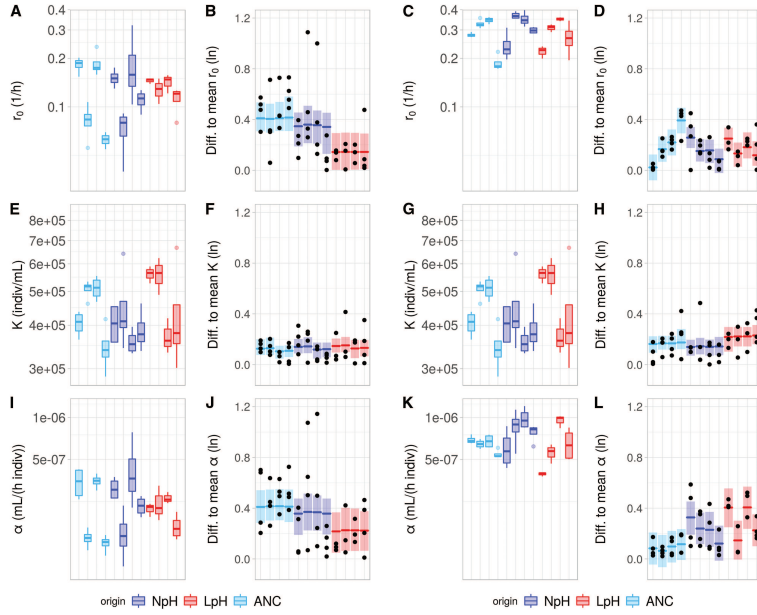 A
B
C
D
0.4
0.3
0.2
0.1
r₀ (1/h)
1.2
0.8
0.4
0.0
Diff. to mean r₀ (ln)
0.4
0.3
0.2
0.1
r₀ (1/h)
1.2
0.8
0.4
0.0
Diff. to mean r₀ (ln)
E
F
G
H
8e+05
7e+05
6e+05
5e+05
4e+05
3e+05
K (indiv/mL)
1.2
0.8
0.4
0.0
Diff. to mean K (ln)
8e+05
7e+05
6e+05
5e+05
4e+05
3e+05
K (indiv/mL)
1.2
0.8
0.4
0.0
Diff. to mean K (ln)
I
J
K
L
1e-06
5e-07
α (mL/(h indiv)
1.2
0.8
0.4
0.0
Diff. to mean α (ln)
1e-06
5e-07
α (mL/(h indiv)
1.2
0.8
0.4
0.0
Diff. to mean α (ln)
origin NpH LpH ANC
origin NpH LpH ANC